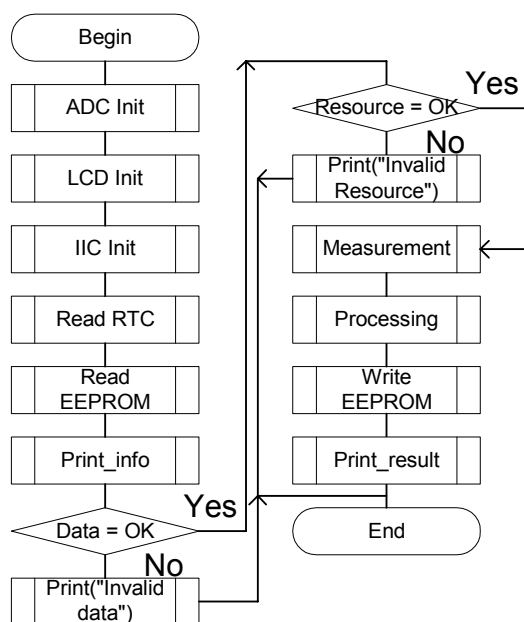 Begin
ADC Init
LCD Init
IIC Init
Read RTC
Read
EEPROM
Print_info
Data = OK
Yes
No
Print("Invalid
data")
Resource = OK
Yes
No
Print("Invalid
Resource")
Measurement
Processing
Write
EEPROM
Print_result
End